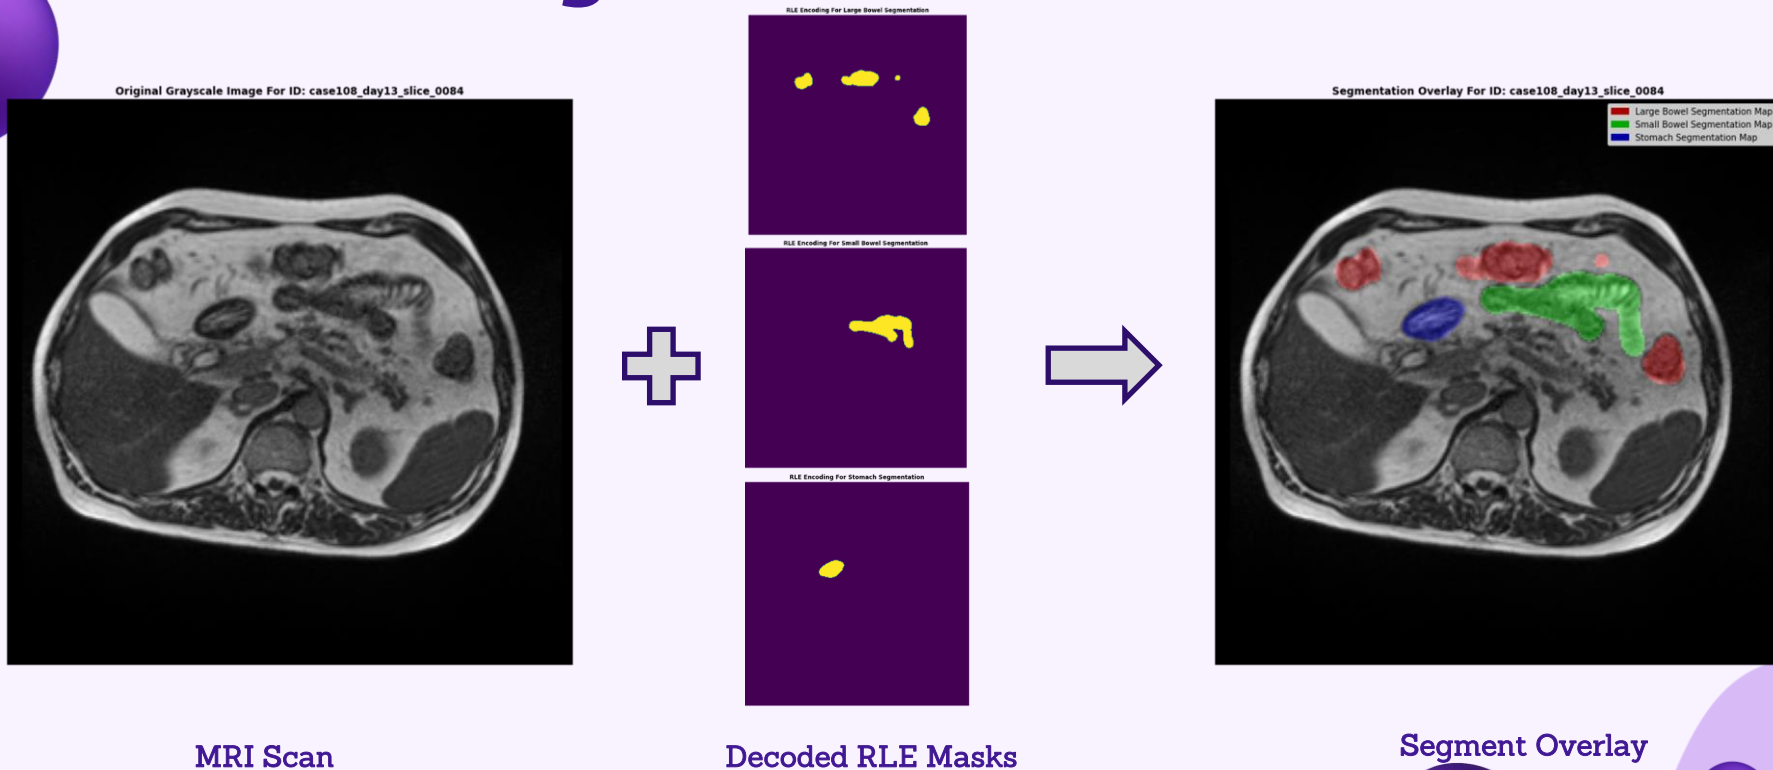 Original Grayscale Image For ID: case108_day13_slice_0084
RLE Encoding For Large Bowel Segmentation
RLE Encoding For Small Bowel Segmentation
RLE Encoding For Stomach Segmentation
Segmentation Overlay For ID: case108_day13_slice_0084
Large Bowel Segmentation Map
Small Bowel Segmentation Map
Stomach Segmentation Map
MRI Scan
Decoded RLE Masks
Segment Overlay